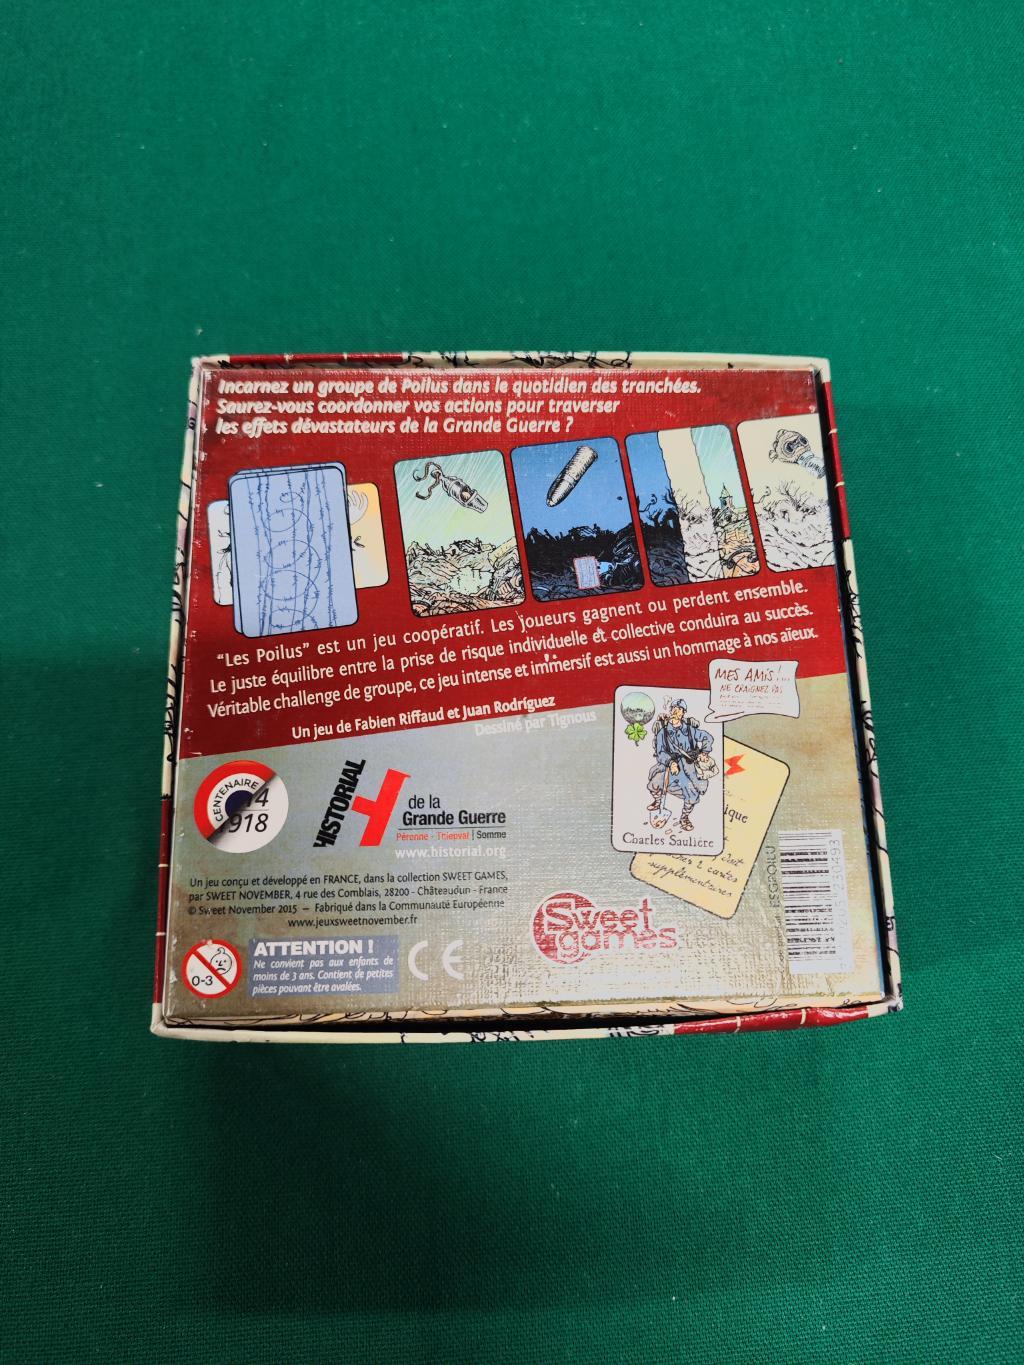 Incarnez un groupe de Poilus dans le quotidien des tranchées.
Saurez-vous coordonner vos actions pour traverser
les effets dévastateurs de la Grande Guerre ?
"Les Poilus" est un jeu coopératif. Les joueurs gagnent ou perdent ensemble.
Le juste équilibre entre la prise de risque individuelle et collective conduira au succès.
Véritable challenge de groupe, ce jeu intense et immersif est aussi un hommage à nos aïeux.
Un jeu de Fabien Riffaud et Juan Rodríguez
Dessiné par Tignous
MES AMIS !...
NE CRAIGNEZ PAS
Charles Saulière
ique
2 cartes
supplémentaires
CENTENAIRE
4
918
HISTORIAL
de la
Grande Guerre
Péronne - Thiepval | Somme
www.historial.org
Un jeu conçu et développé en FRANCE, dans la collection SWEET GAMES,
par SWEET NOVEMBER, 4 rue des Comblais, 28200 - Châteaudun - France
© Sweet November 2015 – Fabriqué dans la Communauté Européenne
www.jeuxsweetnovember.fr
0-3
ATTENTION !
Ne convient pas aux enfants de
moins de 3 ans. Contient de petites
pièces pouvant être avalées.
CE
Sweet
games